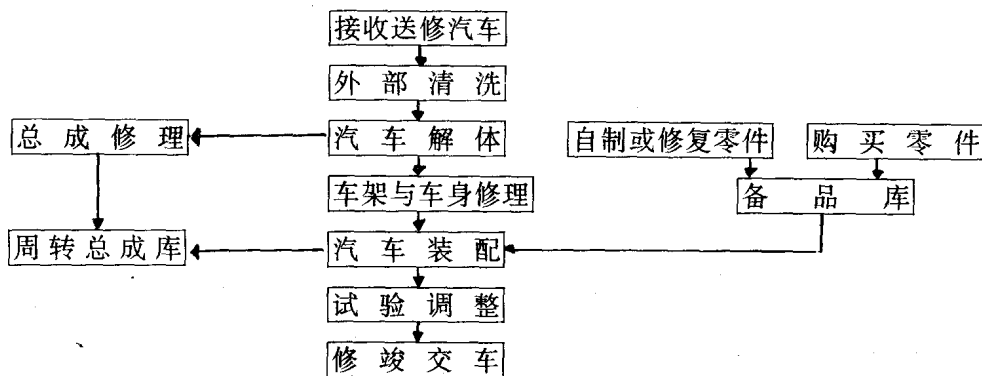 接收送修汽车
外部清洗
总成修理
汽车解体
自制或修复零件
购买零件
车架与车身修理
备品库
周转总成库
汽车装配
试验调整
修竣交车